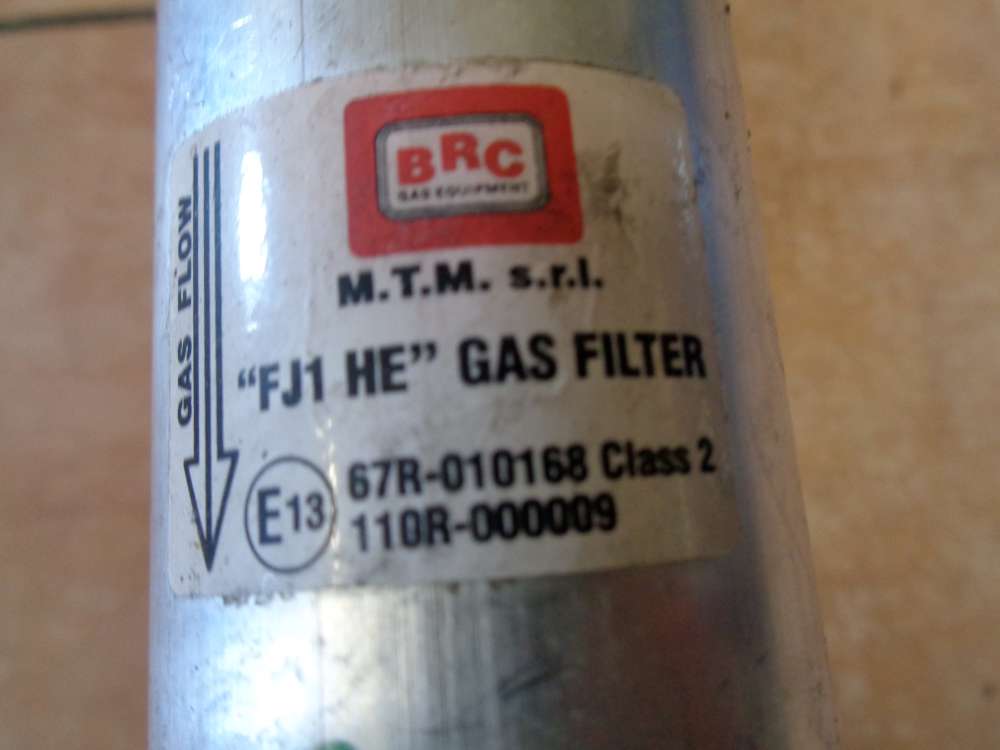 BRC
GAS EQUIPMENT
M.T.M. s.r.l.
GAS FLOW
"FJ1 HE" GAS FILTER
E13
67R-010168 Class 2
110R-000009